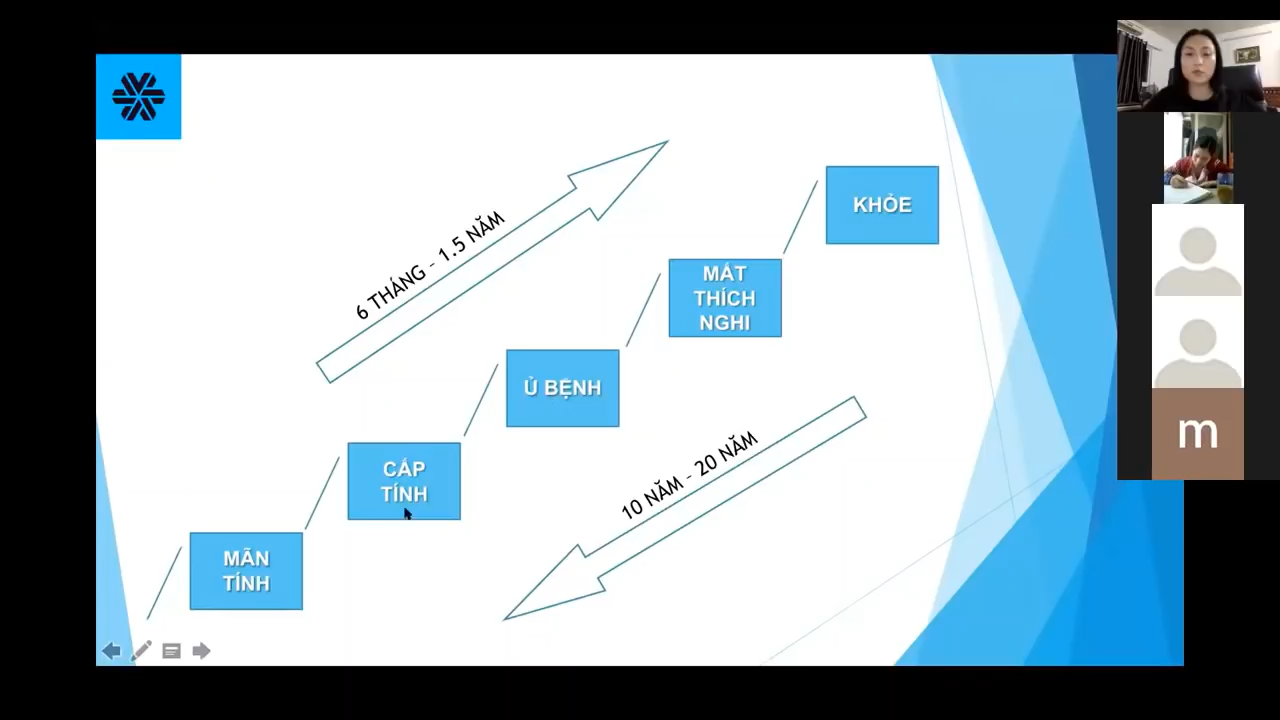 KHỎE
6 THÁNG - 1.5 NĂM
MẤT
THÍCH
NGHI
Ủ BỆNH
CẤP
TÍNH
10 NĂM - 20 NĂM
MÃN
TÍNH
m